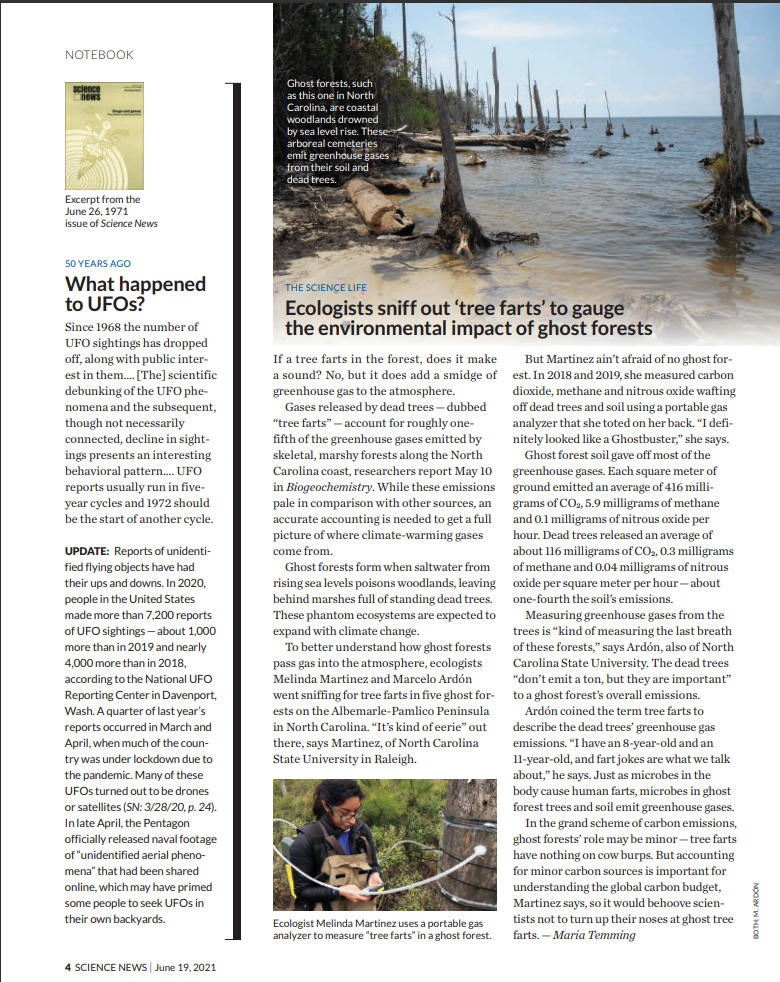 NOTEBOOK
science
news
Excerpt from the
June 26, 1971
issue of Science News
50 YEARS AGO
What happened
to UFOs?
Since 1968 the number of
UFO sightings has dropped
off, along with public inter-
est in them.... [The] scientific
debunking of the UFO phe-
nomena and the subsequent,
though not necessarily
connected, decline in sight-
ings presents an interesting
behavioral pattern.... UFO
reports usually run in five-
year cycles and 1972 should
be the start of another cycle.
UPDATE: Reports of unidenti-
fied flying objects have had
their ups and downs. In 2020,
people in the United States
made more than 7,200 reports
of UFO sightings — about 1,000
more than in 2019 and nearly
4,000 more than in 2018,
according to the National UFO
Reporting Center in Davenport,
Wash. A quarter of last year's
reports occurred in March and
April, when much of the coun-
try was under lockdown due to
the pandemic. Many of these
UFOs turned out to be drones
or satellites (SN: 3/28/20, p. 24).
In late April, the Pentagon
officially released naval footage
of "unidentified aerial pheno-
mena" that had been shared
online, which may have primed
some people to seek UFOs in
their own backyards.
Ghost forests, such
as this one in North
Carolina, are coastal
woodlands drowned
by sea level rise. These
arboreal cemeteries
emit greenhouse gases
from their soil and
dead trees.
THE SCIENCE LIFE
Ecologists sniff out 'tree farts' to gauge
the environmental impact of ghost forests
If a tree farts in the forest, does it make
a sound? No, but it does add a smidge of
greenhouse gas to the atmosphere.
Gases released by dead trees — dubbed
"tree farts" — account for roughly one-
fifth of the greenhouse gases emitted by
skeletal, marshy forests along the North
Carolina coast, researchers report May 10
in Biogeochemistry. While these emissions
pale in comparison with other sources, an
accurate accounting is needed to get a full
picture of where climate-warming gases
come from.
Ghost forests form when saltwater from
rising sea levels poisons woodlands, leaving
behind marshes full of standing dead trees.
These phantom ecosystems are expected to
expand with climate change.
To better understand how ghost forests
pass gas into the atmosphere, ecologists
Melinda Martinez and Marcelo Ardón
went sniffing for tree farts in five ghost for-
ests on the Albemarle-Pamlico Peninsula
in North Carolina. "It's kind of eerie" out
there, says Martinez, of North Carolina
State University in Raleigh.
Ecologist Melinda Martinez uses a portable gas
analyzer to measure "tree farts" in a ghost forest.
But Martinez ain't afraid of no ghost for-
est. In 2018 and 2019, she measured carbon
dioxide, methane and nitrous oxide wafting
off dead trees and soil using a portable gas
analyzer that she toted on her back. "I defi-
nitely looked like a Ghostbuster," she says.
Ghost forest soil gave off most of the
greenhouse gases. Each square meter of
ground emitted an average of 416 milli-
grams of CO₂, 5.9 milligrams of methane
and 0.1 milligrams of nitrous oxide per
hour. Dead trees released an average of
about 116 milligrams of CO₂, 0.3 milligrams
of methane and 0.04 milligrams of nitrous
oxide per square meter per hour — about
one-fourth the soil's emissions.
Measuring greenhouse gases from the
trees is "kind of measuring the last breath
of these forests," says Ardón, also of North
Carolina State University. The dead trees
"don't emit a ton, but they are important"
to a ghost forest's overall emissions.
Ardón coined the term tree farts to
describe the dead trees' greenhouse gas
emissions. "I have an 8-year-old and an
11-year-old, and fart jokes are what we talk
about," he says. Just as microbes in the
body cause human farts, microbes in ghost
forest trees and soil emit greenhouse gases.
In the grand scheme of carbon emissions,
ghost forests' role may be minor — tree farts
have nothing on cow burps. But accounting
for minor carbon sources is important for
understanding the global carbon budget,
Martinez says, so it would behoove scien-
tists not to turn up their noses at ghost tree
farts. — Maria Temming
BOTH: M. ARDÓN
4 SCIENCE NEWS | June 19, 2021